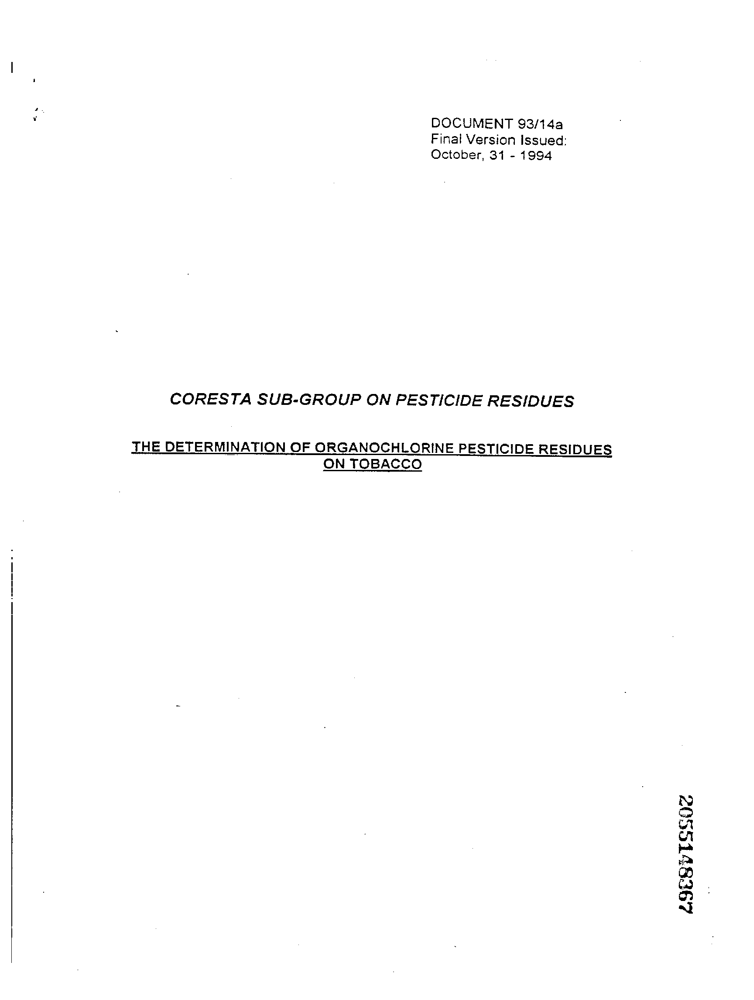 DOCUMENT 93/14a
Final Version Issued:
October, 31 - 1994
CORESTA SUB-GROUP ON PESTICIDE RESIDUES
THE DETERMINATION OF ORGANOCHLORINE PESTICIDE RESIDUES
ON TOBACCO
2055148367